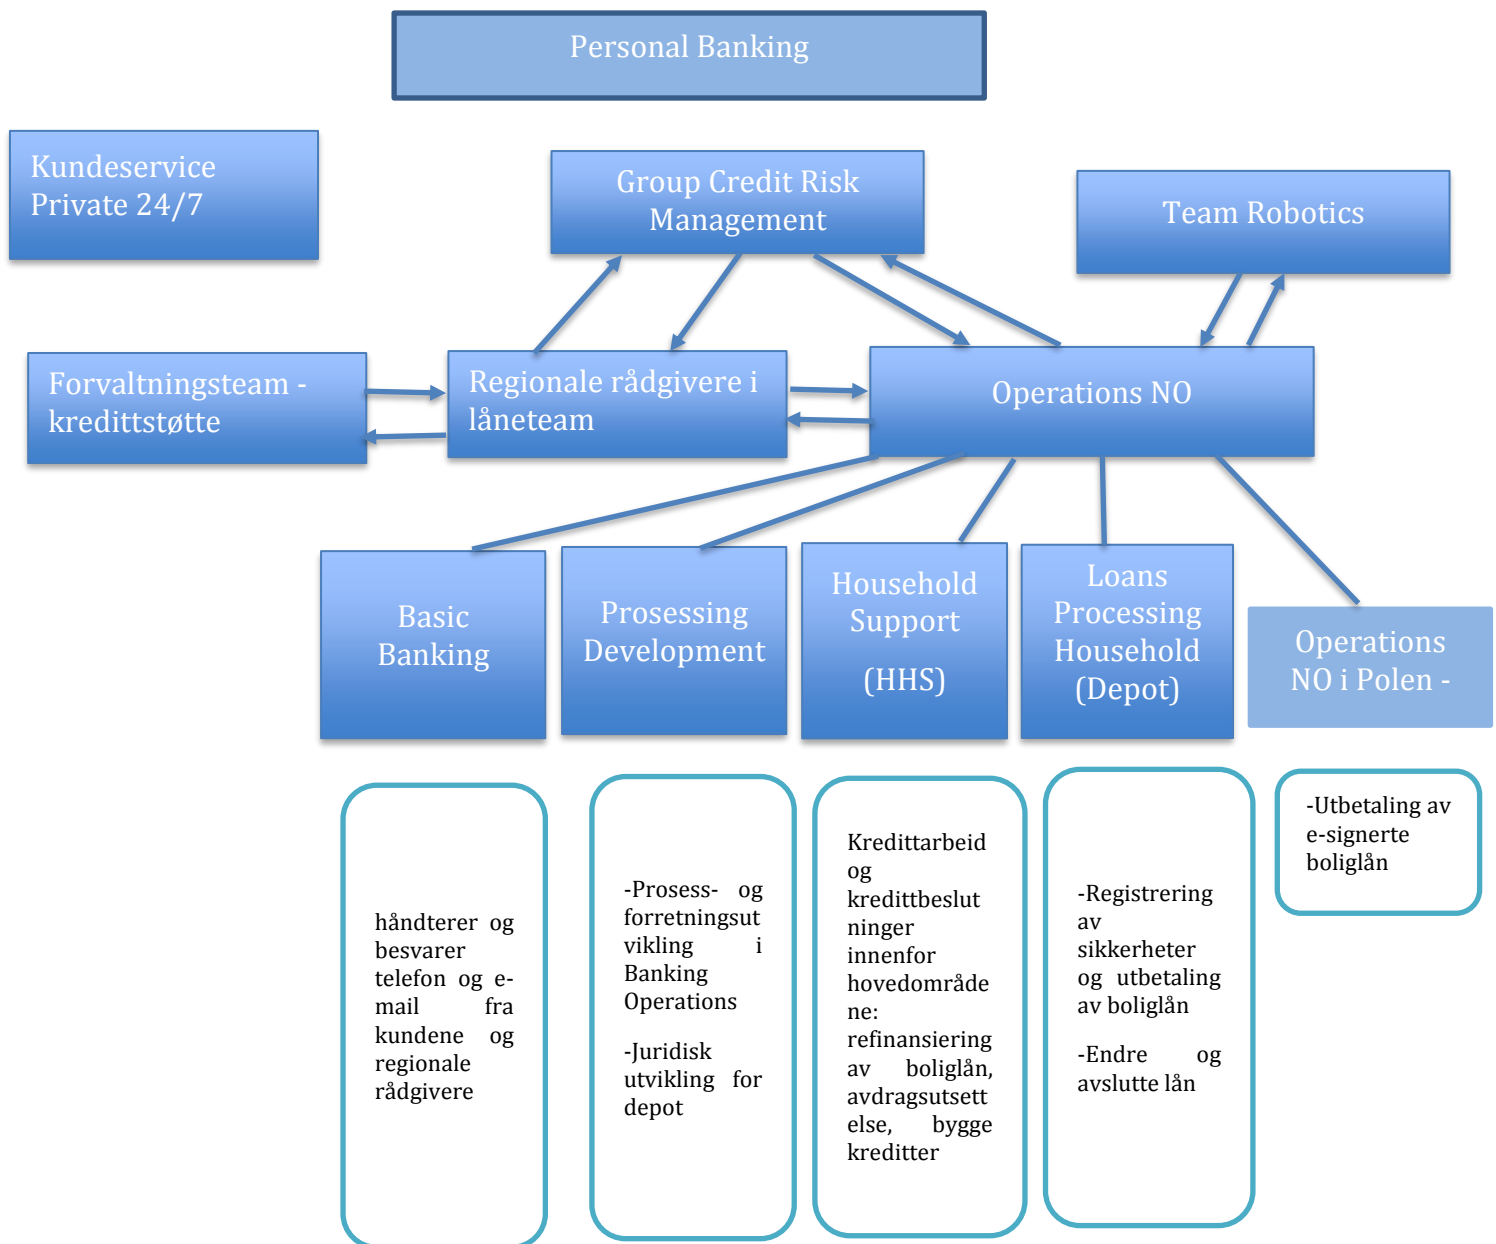 Personal Banking
Kundeservice
Private 24/7
Group Credit Risk
Management
Team Robotics
Forvaltningsteam -
kredittstøtte
Regionale rådgivere i
låneteam
Operations NO
Basic
Banking
Prosessing
Development
Household
Support
(HHS)
Loans
Processing
Household
(Depot)
Operations
NO i Polen -
håndterer og
besvarer
telefon og e-
mail fra
kundene og
regionale
rådgivere
-Prosess- og
forretningsut
vikling i
Banking
Operations
-Juridisk
utvikling for
depot
Kredittarbeid
og
kredittbeslut
ninger
innenfor
hovedområde
ne:
refinansiering
av boliglån,
avdragsutsett
else, bygge
kreditter
-Registrering
av
sikkerheter
og utbetaling
av boliglån
-Endre og
avslutte lån
-Utbetaling av
e-signerte
boliglån